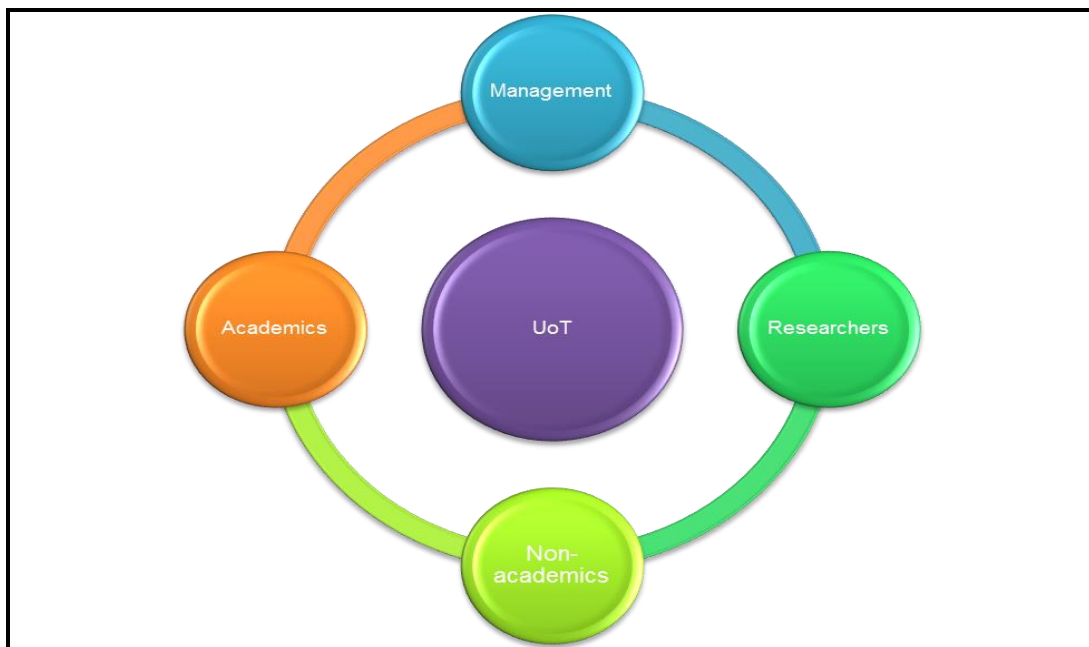 Management
Academics
UoT
Researchers
Non-
academics